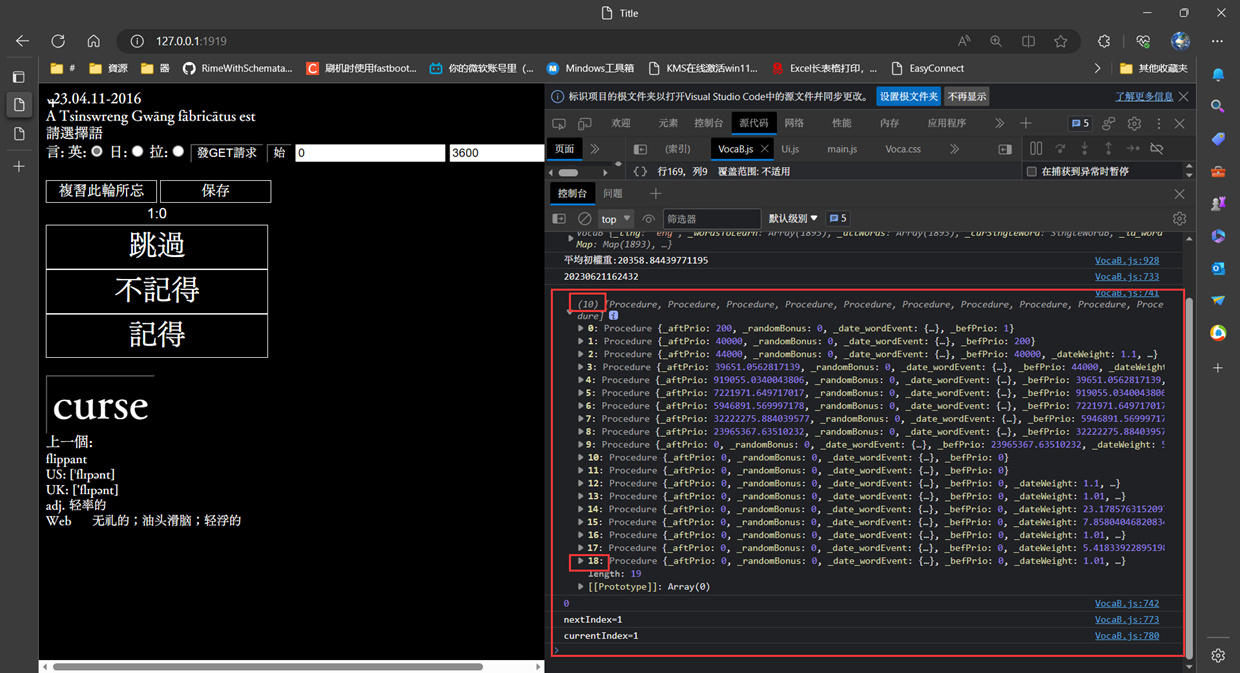 Title
127.0.0.1:1919
#
資源
器
RimeWithSchemata...
刷机时使用fastboot...
你的微软账号里（...
Mindows工具箱
KMS在线激活win11...
Excel长表格打印，...
EasyConnect
其他收藏夹
23.04.11-2016
A Tsinswreng Gwāng fàbricātus est
請選擇語
言: 英: 日: 拉: 發GET請求 始 0 3600
複習此輪所忘 保存
1:0
跳過
不記得
記得
curse
上一個:
flippant
US: ['flɪpənt]
UK: ['flɪpənt]
adj. 轻率的
Web 无礼的；油头滑脑；轻浮的
标识项目的根文件夹以打开Visual Studio Code中的源文件并同步更改。 设置根文件夹 不再显示 了解更多信息
欢迎 元素 控制台 源代码 网络 性能 内存 应用程序 5
页面 (索引) VocaB.js Ui.js main.js Voca.css
{} 行169，列9 覆盖范围: 不适用
在捕获到异常时暂停
控制台 问题
top 筛选器 默认级别 5
VocaB {_ling: "eng", _wordsToLearn: Array(1893), _allWords: Array(1893), _curSingleWord: SingleWordB, _id_word
Map: Map(1893), …}
平均初權重:20358.84439771195 VocaB.js:928
20230621162432 VocaB.js:733
VocaB.js:741
(10) [Procedure, Procedure, Procedure, Procedure, Procedure, Procedure, Procedure, Procedure, Procedure, Proce
dure]
0: Procedure {_aftPrio: 200, _randomBonus: 0, _date_wordEvent: {…}, _befPrio: 1}
1: Procedure {_aftPrio: 40000, _randomBonus: 0, _date_wordEvent: {…}, _befPrio: 200}
2: Procedure {_aftPrio: 44000, _randomBonus: 0, _date_wordEvent: {…}, _befPrio: 40000, _dateWeight: 1.1, …}
3: Procedure {_aftPrio: 39651.0562817139, _randomBonus: 0, _date_wordEvent: {…}, _befPrio: 44000, _dateWeight
4: Procedure {_aftPrio: 919055.0340043806, _randomBonus: 0, _date_wordEvent: {…}, _befPrio: 39651.0562817139,
5: Procedure {_aftPrio: 7221971.649717017, _randomBonus: 0, _date_wordEvent: {…}, _befPrio: 919055.0340043806
6: Procedure {_aftPrio: 5946891.569997178, _randomBonus: 0, _date_wordEvent: {…}, _befPrio: 7221971.649717017
7: Procedure {_aftPrio: 32222275.884039577, _randomBonus: 0, _date_wordEvent: {…}, _befPrio: 5946891.56999717
8: Procedure {_aftPrio: 23965367.63510232, _randomBonus: 0, _date_wordEvent: {…}, _befPrio: 32222275.88403957
9: Procedure {_aftPrio: 0, _randomBonus: 0, _date_wordEvent: {…}, _befPrio: 23965367.63510232, _dateWeight: 5
10: Procedure {_aftPrio: 0, _randomBonus: 0, _date_wordEvent: {…}, _befPrio: 0}
11: Procedure {_aftPrio: 0, _randomBonus: 0, _date_wordEvent: {…}, _befPrio: 0}
12: Procedure {_aftPrio: 0, _randomBonus: 0, _date_wordEvent: {…}, _befPrio: 0, _dateWeight: 1.1, …}
13: Procedure {_aftPrio: 0, _randomBonus: 0, _date_wordEvent: {…}, _befPrio: 0, _dateWeight: 1.01, …}
14: Procedure {_aftPrio: 0, _randomBonus: 0, _date_wordEvent: {…}, _befPrio: 0, _dateWeight: 23.178576315209
15: Procedure {_aftPrio: 0, _randomBonus: 0, _date_wordEvent: {…}, _befPrio: 0, _dateWeight: 7.8580404682083
16: Procedure {_aftPrio: 0, _randomBonus: 0, _date_wordEvent: {…}, _befPrio: 0, _dateWeight: 1.01, …}
17: Procedure {_aftPrio: 0, _randomBonus: 0, _date_wordEvent: {…}, _befPrio: 0, _dateWeight: 5.418339228951​98
18: Procedure {_aftPrio: 0, _randomBonus: 0, _date_wordEvent: {…}, _befPrio: 0, _dateWeight: 1.01, …}
length: 19
[[Prototype]]: Array(0)
0 VocaB.js:742
nextIndex=1 VocaB.js:773
currentIndex=1 VocaB.js:780